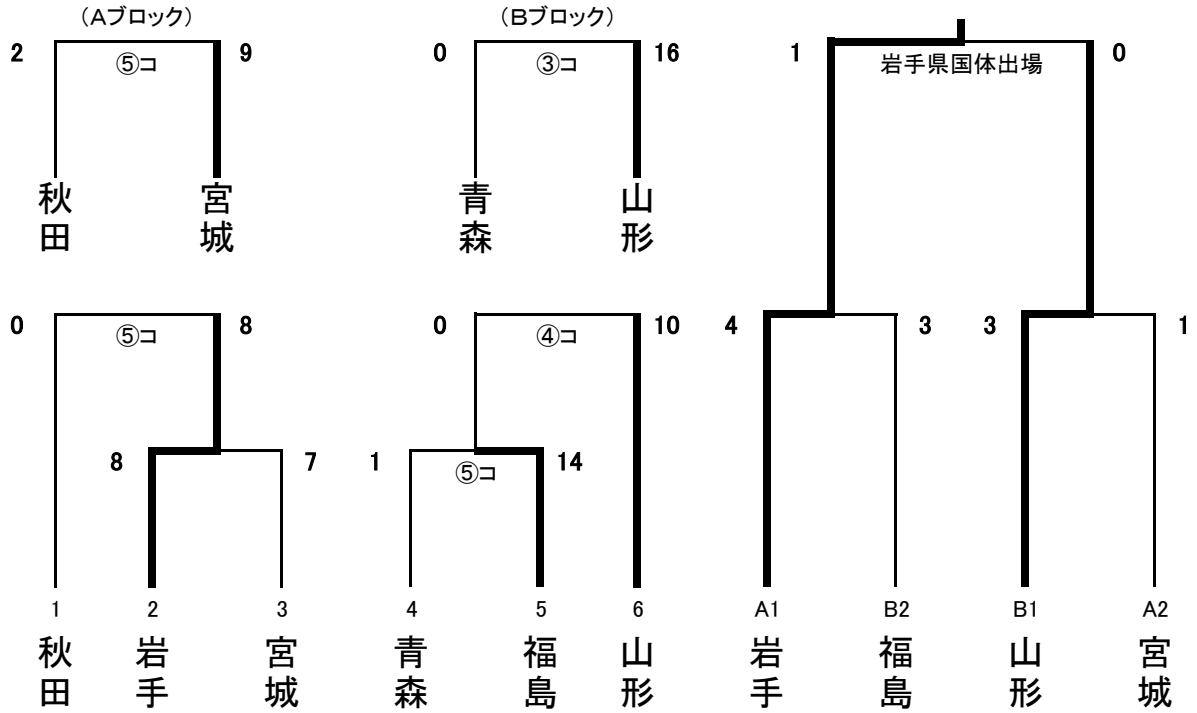 (Aブロック)
(Bブロック)
2
⑤コ
9
0
③コ
16
1
岩手県国体出場
0
秋田
宮城
青森
山形
0
⑤コ
8
0
④コ
10
4
3
3
1
8
7
1
⑤コ
14
1
2
3
4
5
6
A1
B2
B1
A2
秋田
岩手
宮城
青森
福島
山形
岩手
福島
山形
宮城